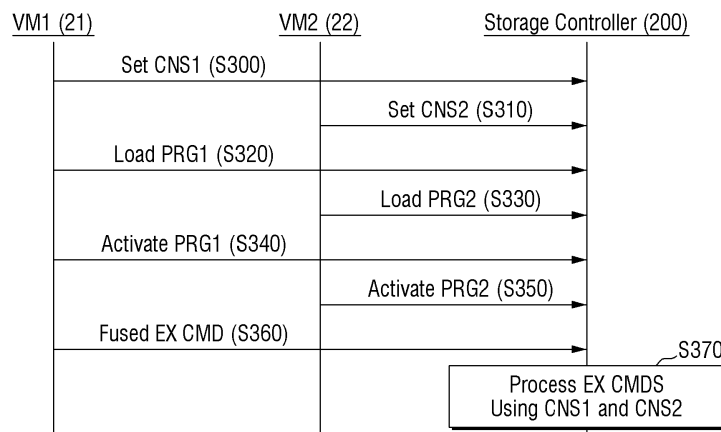 VM1 (21) VM2 (22) Storage Controller (200)
Set CNS1 (S300)
Set CNS2 (S310)
Load PRG1 (S320)
Load PRG2 (S330)
Activate PRG1 (S340)
Activate PRG2 (S350)
Fused EX CMD (S360)
S370
Process EX CMDS
Using CNS1 and CNS2